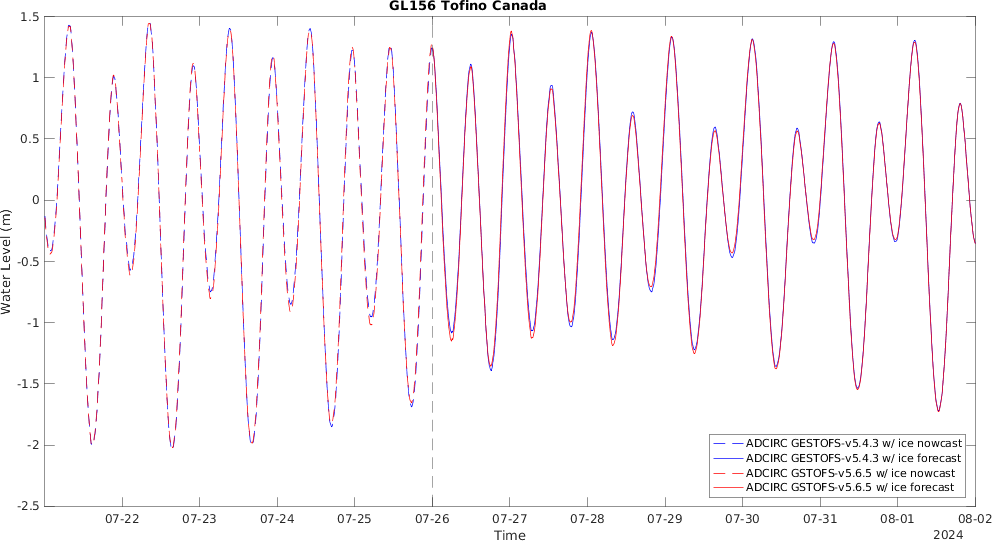 GL156 Tofino Canada
1.5
1
0.5
0
-0.5
-1
-1.5
-2
-2.5
Water Level (m)
07-22 07-23 07-24 07-25 07-26 07-27 07-28 07-29 07-30 07-31 08-01 08-02
Time
2024
ADCIRC GESTOFS-v5.4.3 w/ ice nowcast
ADCIRC GESTOFS-v5.4.3 w/ ice forecast
ADCIRC GSTOFS-v5.6.5 w/ ice nowcast
ADCIRC GSTOFS-v5.6.5 w/ ice forecast